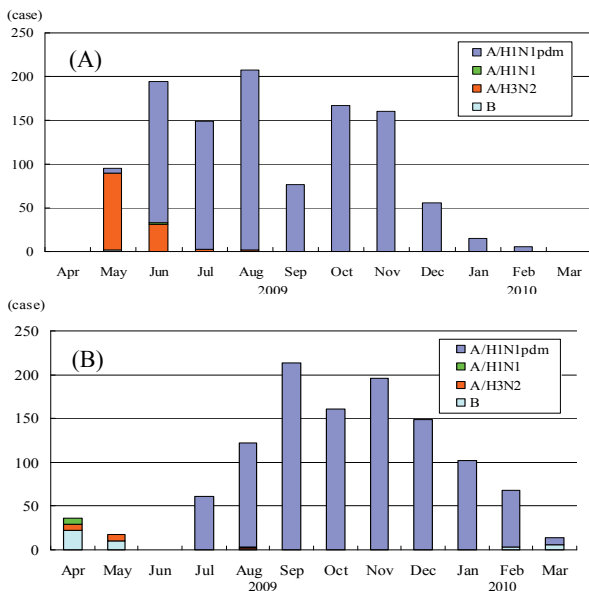 (case)
250
200
150
100
50
0
(A)
A/H1N1pdm
A/H1N1
A/H3N2
B
Apr May Jun Jul Aug Sep Oct Nov Dec Jan Feb Mar
2009 2010
(case)
250
200
150
100
50
0
(B)
A/H1N1pdm
A/H1N1
A/H3N2
B
Apr May Jun Jul Aug Sep Oct Nov Dec Jan Feb Mar
2009 2010